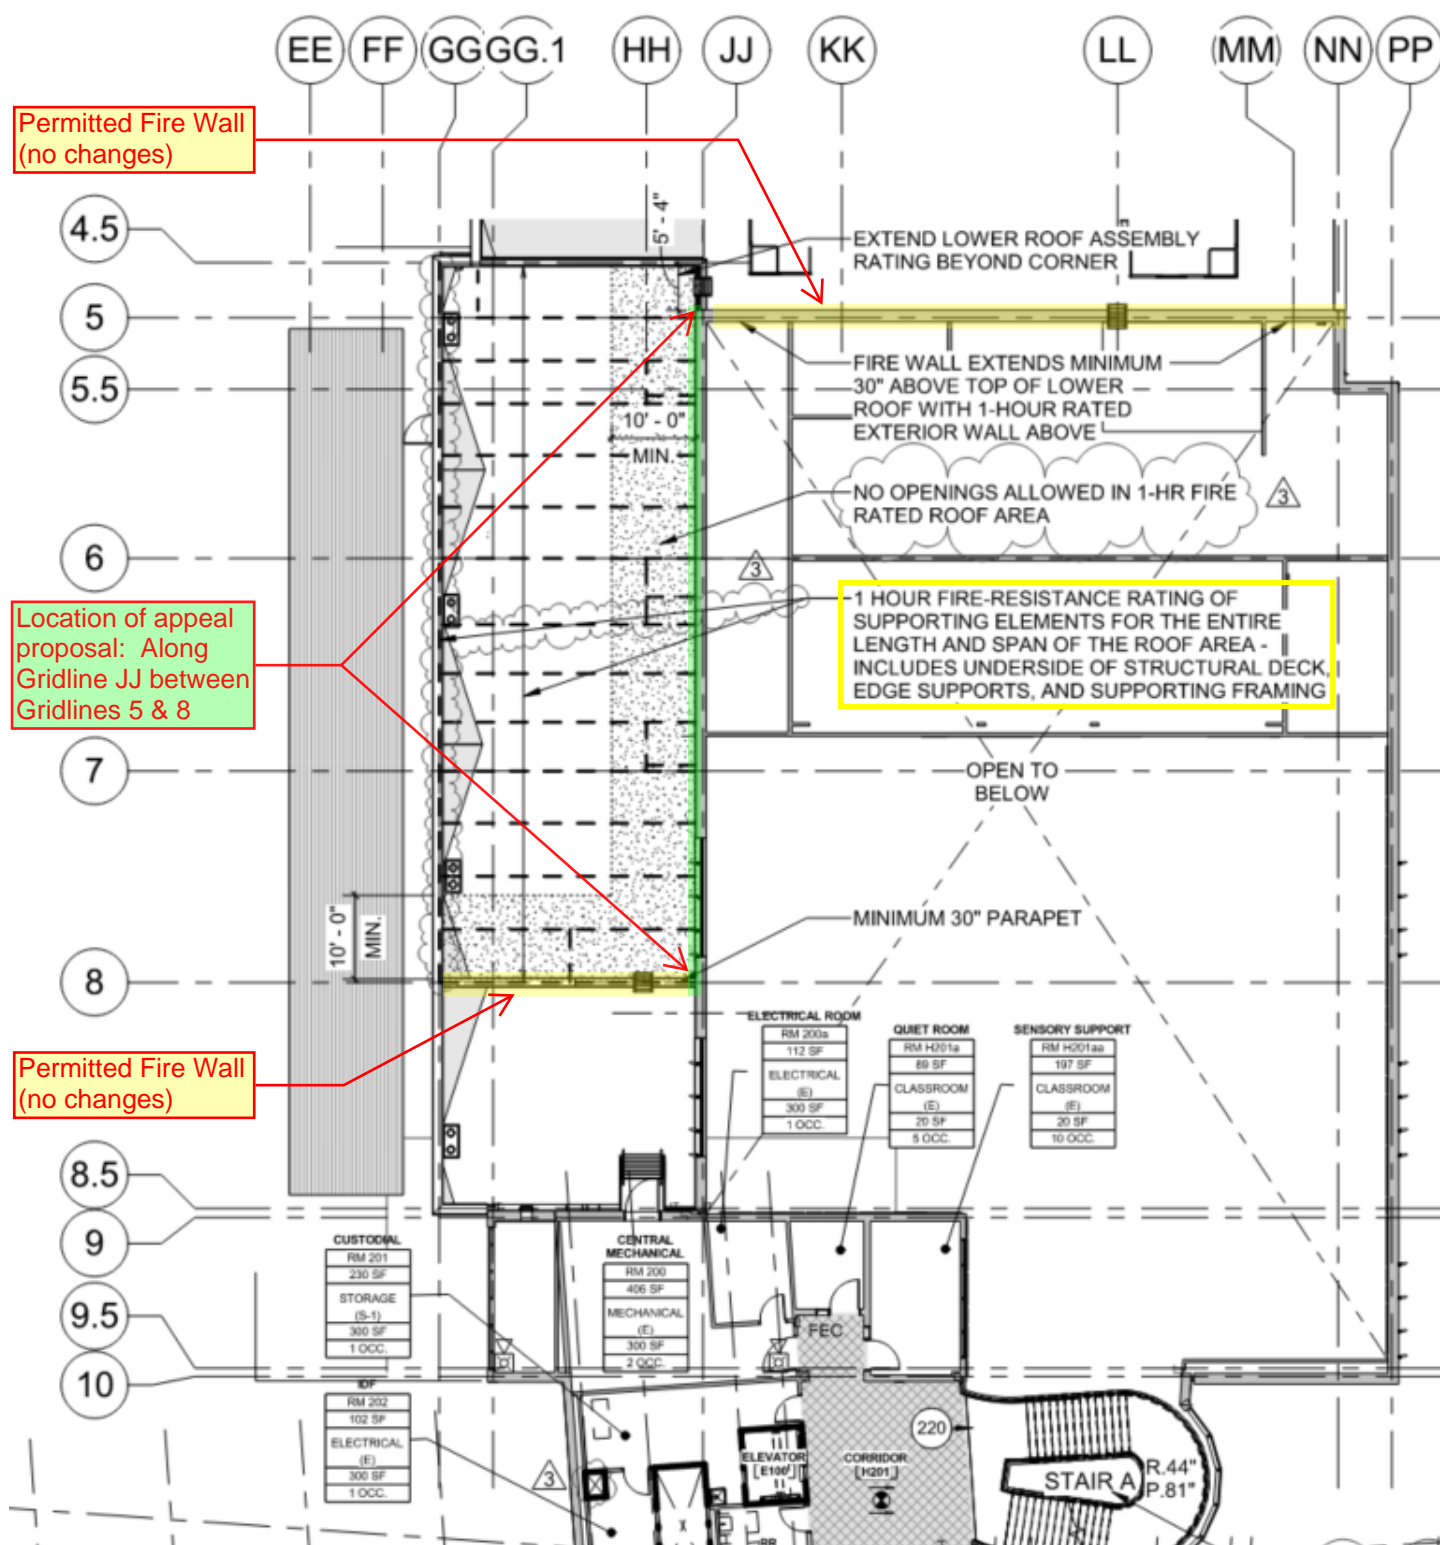 EE FF GG GG.1 HH JJ KK LL MM NN PP
Permitted Fire Wall
(no changes)
4.5
5
5.5
6
7
8
8.5
9
9.5
10
5' - 4"
EXTEND LOWER ROOF ASSEMBLY
RATING BEYOND CORNER
FIRE WALL EXTENDS MINIMUM
30" ABOVE TOP OF LOWER
ROOF WITH 1-HOUR RATED
EXTERIOR WALL ABOVE
10' - 0"
MIN.
NO OPENINGS ALLOWED IN 1-HR FIRE
RATED ROOF AREA
3
3
Location of appeal
proposal: Along
Gridline JJ between
Gridlines 5 & 8
1 HOUR FIRE-RESISTANCE RATING OF
SUPPORTING ELEMENTS FOR THE ENTIRE
LENGTH AND SPAN OF THE ROOF AREA -
INCLUDES UNDERSIDE OF STRUCTURAL DECK,
EDGE SUPPORTS, AND SUPPORTING FRAMING
OPEN TO
BELOW
10' - 0"
MIN.
MINIMUM 30" PARAPET
Permitted Fire Wall
(no changes)
ELECTRICAL ROOM
RM 200a
112 SF
ELECTRICAL
(E)
300 SF
1 OCC.
QUIET ROOM
RM H201a
89 SF
CLASSROOM
(E)
20 SF
5 OCC.
SENSORY SUPPORT
RM H201aa
197 SF
CLASSROOM
(E)
20 SF
10 OCC.
CUSTODIAL
RM 201
230 SF
STORAGE
(S-1)
300 SF
1 OCC.
CENTRAL
MECHANICAL
RM 200
406 SF
MECHANICAL
(E)
300 SF
2 OCC.
FEC
IDF
RM 202
102 SF
ELECTRICAL
(E)
300 SF
1 OCC.
3
220
ELEVATOR
[E100]
CORRIDOR
[H201]
STAIR A
R.44"
P.81"
RR